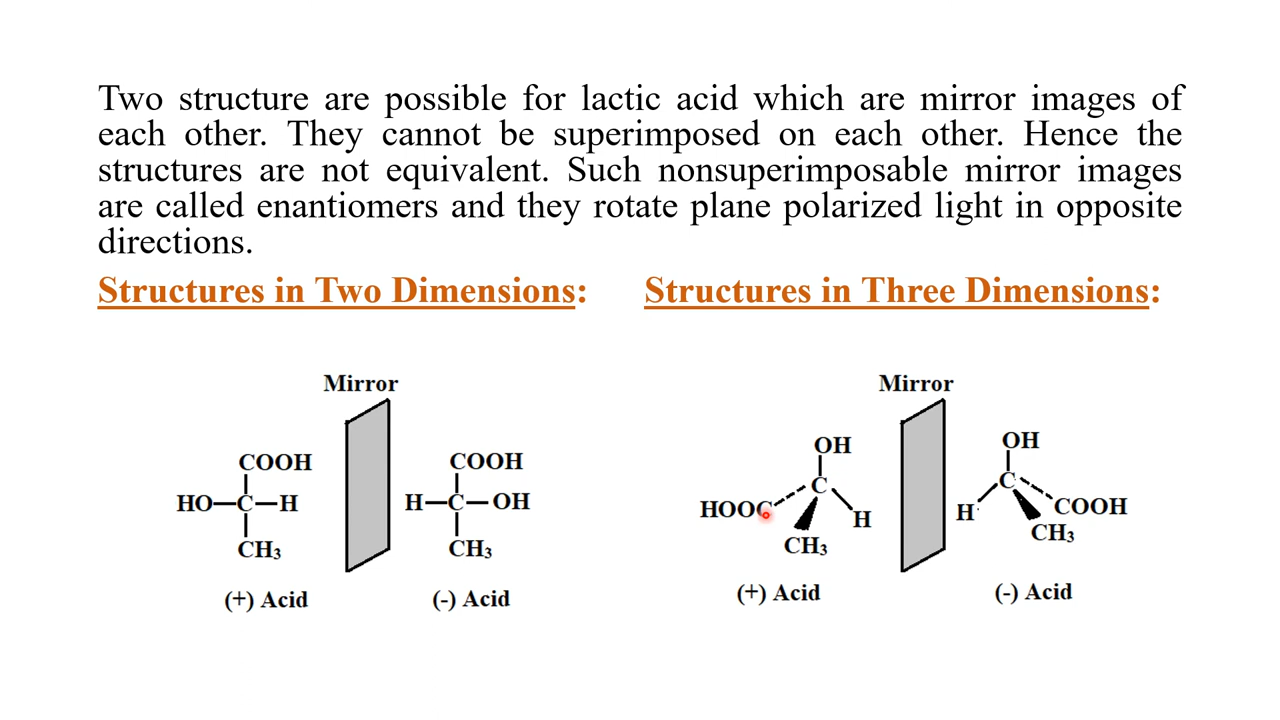 Two structure are possible for lactic acid which are mirror images of
each other. They cannot be superimposed on each other. Hence the
structures are not equivalent. Such nonsuperimposable mirror images
are called enantiomers and they rotate plane polarized light in opposite
directions.
Structures in Two Dimensions:
Structures in Three Dimensions:
Mirror
COOH
HO—C—H
CH₃
(+) Acid
COOH
H—C—OH
CH₃
(-) Acid
Mirror
OH
C
HOOC
H
CH₃
(+) Acid
OH
C
H
COOH
CH₃
(-) Acid